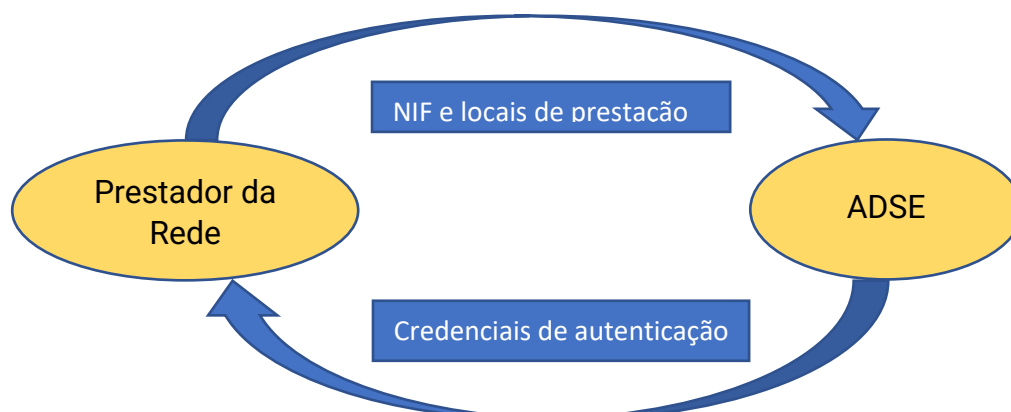 NIF e locais de prestação
Prestador da
Rede
ADSE
Credenciais de autenticação